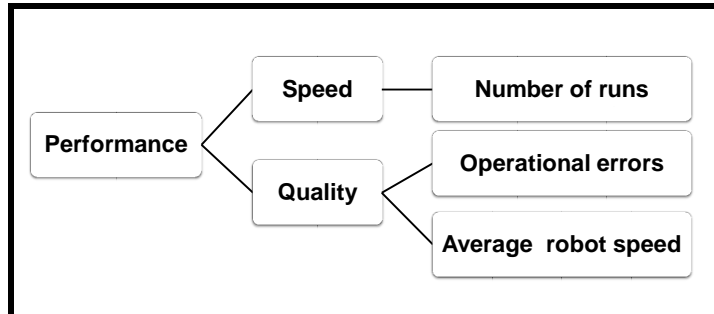 Performance
Speed
Number of runs
Quality
Operational errors
Average robot speed